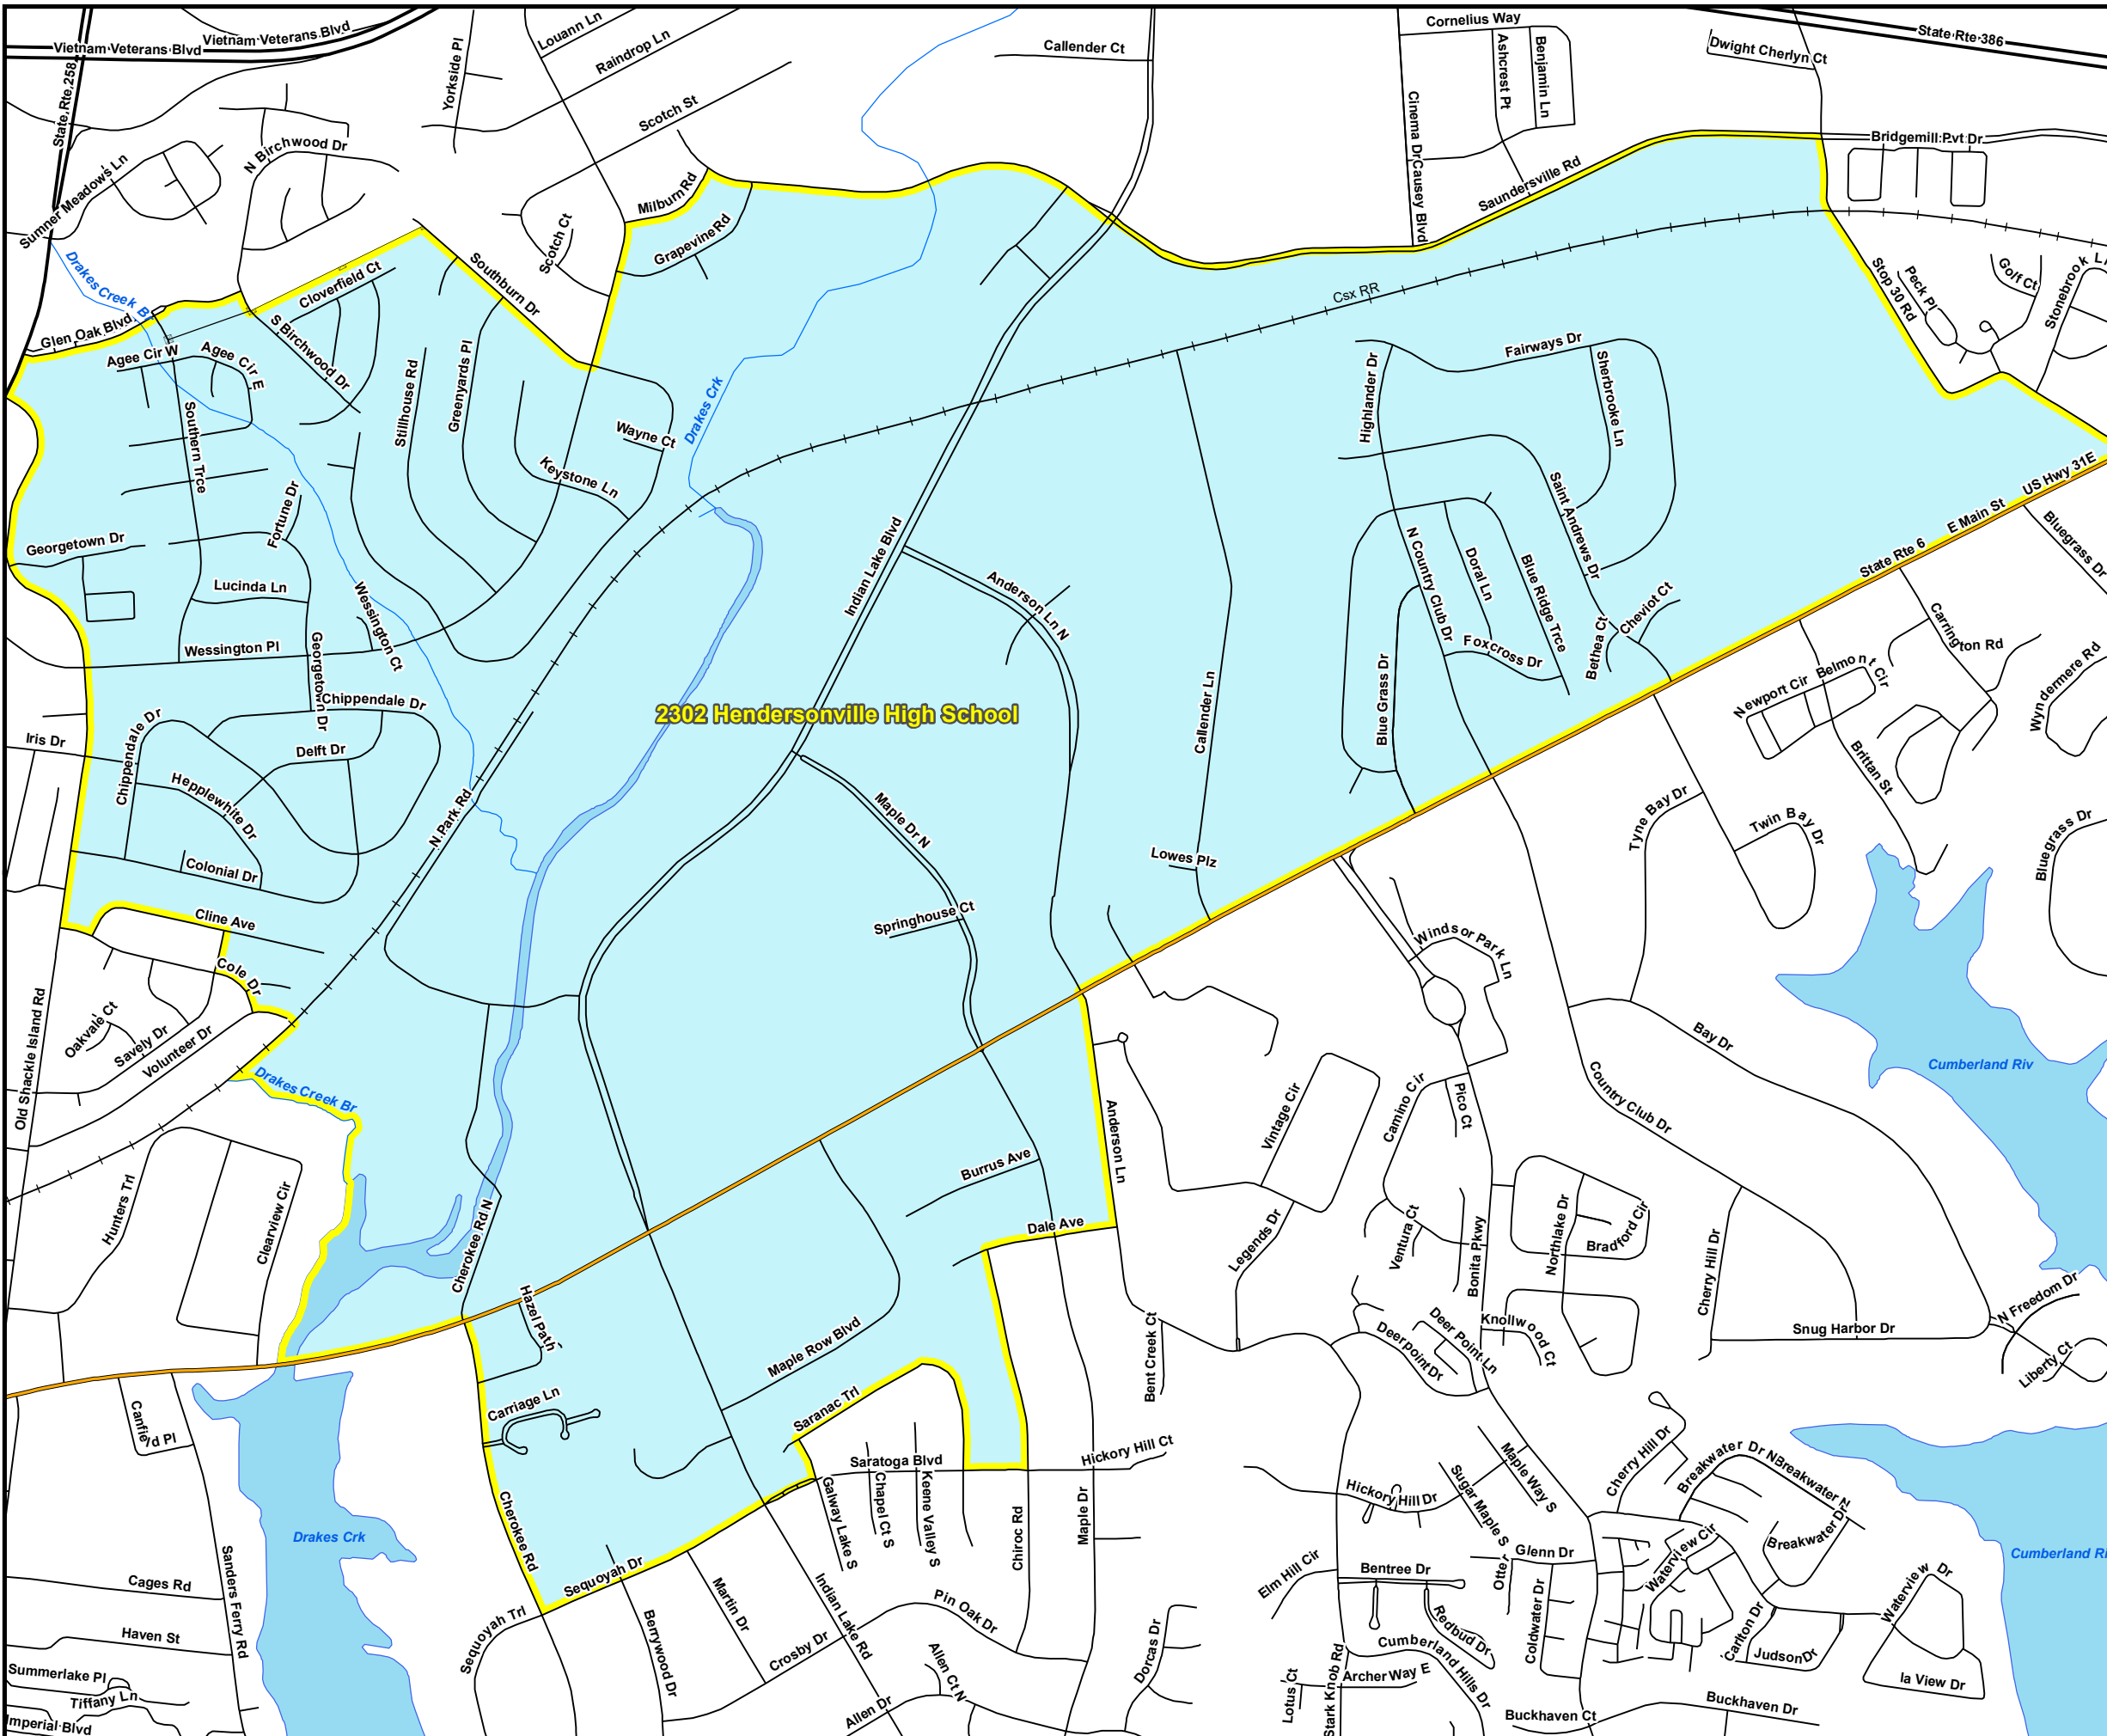 Vietnam Veterans Blvd
Vietnam Veterans Blvd
State Rte 258
Yorkside Pl
Louann Ln
Raindrop Ln
Scotch St
Callender Ct
Cornelius Way
Ashcrest Pt
Benjamin Ln
Cinema Dr
Causey Blvd
Dwight Cherlyn Ct
State Rte 386
Bridgemill Pvt Dr
Saundersville Rd
Sumner Meadows Ln
N Birchwood Dr
Milburn Rd
Grapevine Rd
Scotch Ct
Southburn Dr
Cloverfield Ct
Drakes Creek Br
Glen Oak Blvd
Agee Cir W
Agee Cir E
S Birchwood Dr
Stillhouse Rd
Greenyards Pl
Wayne Ct
Drakes Crk
Keystone Ln
Southern Trce
Fortune Dr
Georgetown Dr
Lucinda Ln
Wessington Ct
Wessington Pl
Georgetown Dr
Csx RR
Highlander Dr
Fairways Dr
Sherbrooke Ln
Stop 30 Rd
Peck Pl
Golf Ct
Stonebrook L
US Hwy 31E
E Main St
State Rte 6
Bluegrass Dr
Saint Andrews Dr
N Country Club Dr
Doral Ln
Blue Ridge Trce
Foxcross Dr
Bethea Ct
Cheviot Ct
Blue Grass Dr
Indian Lake Blvd
Anderson Ln N
Callender Ln
2302 Hendersonville High School
Chippendale Dr
Chippendale Dr
Delft Dr
Hepplewhite Dr
Colonial Dr
Iris Dr
N Park Rd
Maple Dr N
Springhouse Ct
Lowes Plz
Carrington Rd
Newport Cir
Belmont Cir
Wyndermere Rd
Brittan St
Tyne Bay Dr
Twin Bay Dr
Bluegrass Dr
Cline Ave
Cole Dr
Oakvale Ct
Savely Dr
Volunteer Dr
Old Shackle Island Rd
Drakes Creek Br
Windsor Park Ln
Bay Dr
Cumberland Riv
Country Club Dr
Vintage Cir
Camino Cir
Pico Ct
Anderson Ln
Burrus Ave
Dale Ave
Hunters Trl
Clearview Cir
Cherokee Rd N
Hazel Path
Legends Dr
Ventura Ct
Bonita Pkwy
Northlake Dr
Bradford Cir
Cherry Hill Dr
Snug Harbor Dr
N Freedom Dr
Liberty Ct
Knollwood Ct
Deer Point Ln
Deerpoint Dr
Bent Creek Ct
Maple Row Blvd
Carriage Ln
Saranac Trl
Saratoga Blvd
Hickory Hill Ct
Galway Lake S
Chapel Ct S
Keene Valley S
Chiroc Rd
Maple Dr
Cherokee Rd
Sequoyah Dr
Sequoyah Trl
Drakes Crk
Sanders Ferry Rd
Cages Rd
Haven St
Summerlake Pl
Tiffany Ln
Imperial Blvd
Martin Dr
Berrywood Dr
Crosby Dr
Indian Lake Rd
Pin Oak Dr
Allen Ct N
Allen Dr
Dorcas Dr
Hickory Hill Dr
Sugar Maple S
Maple Way S
Cherry Hill Dr
Breakwater Dr N
Breakwater N
Breakwater Dr
Waterview Cir
Waterview Dr
Elm Hill Cir
Bentree Dr
Glenn Dr
Otter
Coldwater Dr
Redbud Dr
Cumberland Hills Dr
Archer Way E
Lotus Ct
Stark Knob Rd
Carlton Dr
Judson Dr
la View Dr
Buckhaven Ct
Buckhaven Dr
Cumberland Ri